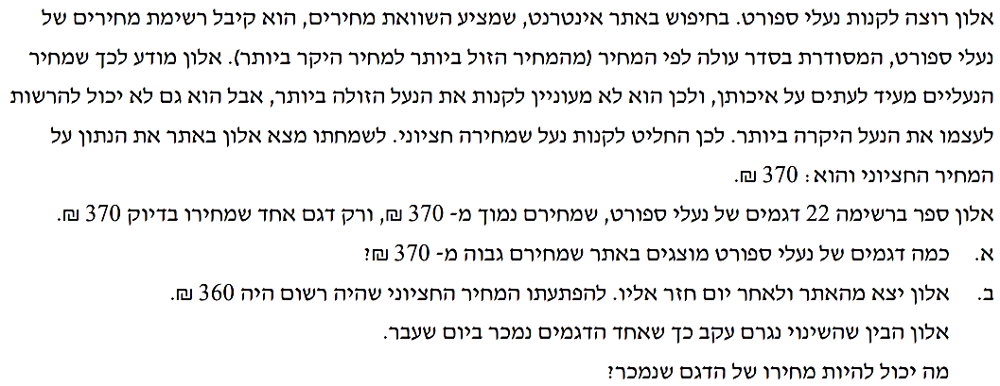 אלון רוצה לקנות נעלי ספורט. בחיפוש באתר אינטרנט, שמציע השוואת מחירים, הוא קיבל רשימת מחירים של
נעלי ספורט, המסודרת בסדר עולה לפי המחיר (מהמחיר הזול ביותר למחיר היקר ביותר). אלון מודע לכך שמחיר
הנעליים מעיד לעתים על איכותן, ולכן הוא לא מעוניין לקנות את הנעל הזולה ביותר, אבל הוא גם לא יכול להרשות
לעצמו את הנעל היקרה ביותר. לכן החליט לקנות נעל שמחירה חציוני. לשמחתו מצא אלון באתר את הנתון על
המחיר החציוני והוא: 370 ₪.
אלון ספר ברשימה 22 דגמים של נעלי ספורט, שמחירם נמוך מ- 370 ₪, ורק דגם אחד שמחירו בדיוק 370 ₪.
א. כמה דגמים של נעלי ספורט מוצגים באתר שמחירם גבוה מ- 370 ₪?
ב. אלון יצא מהאתר ולאחר יום חזר אליו. להפתעתו המחיר החציוני שהיה רשום היה 360 ₪.
אלון הבין שהשינוי נגרם עקב כך שאחד הדגמים נמכר ביום שעבר.
מה יכול להיות מחירו של הדגם שנמכר?